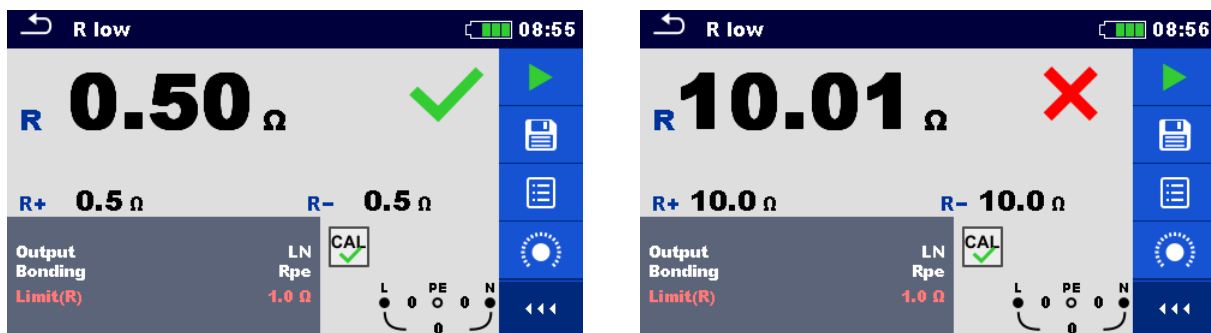 R low 08:55
R 0.50 Ω
R+ 0.5 Ω R− 0.5 Ω
Output LN
Bonding Rpe
Limit(R) 1.0 Ω
CAL
L PE N
0 0
0
R low 08:56
R 10.01 Ω
R+ 10.0 Ω R− 10.0 Ω
Output LN
Bonding Rpe
Limit(R) 1.0 Ω
CAL
L PE N
0 0
0